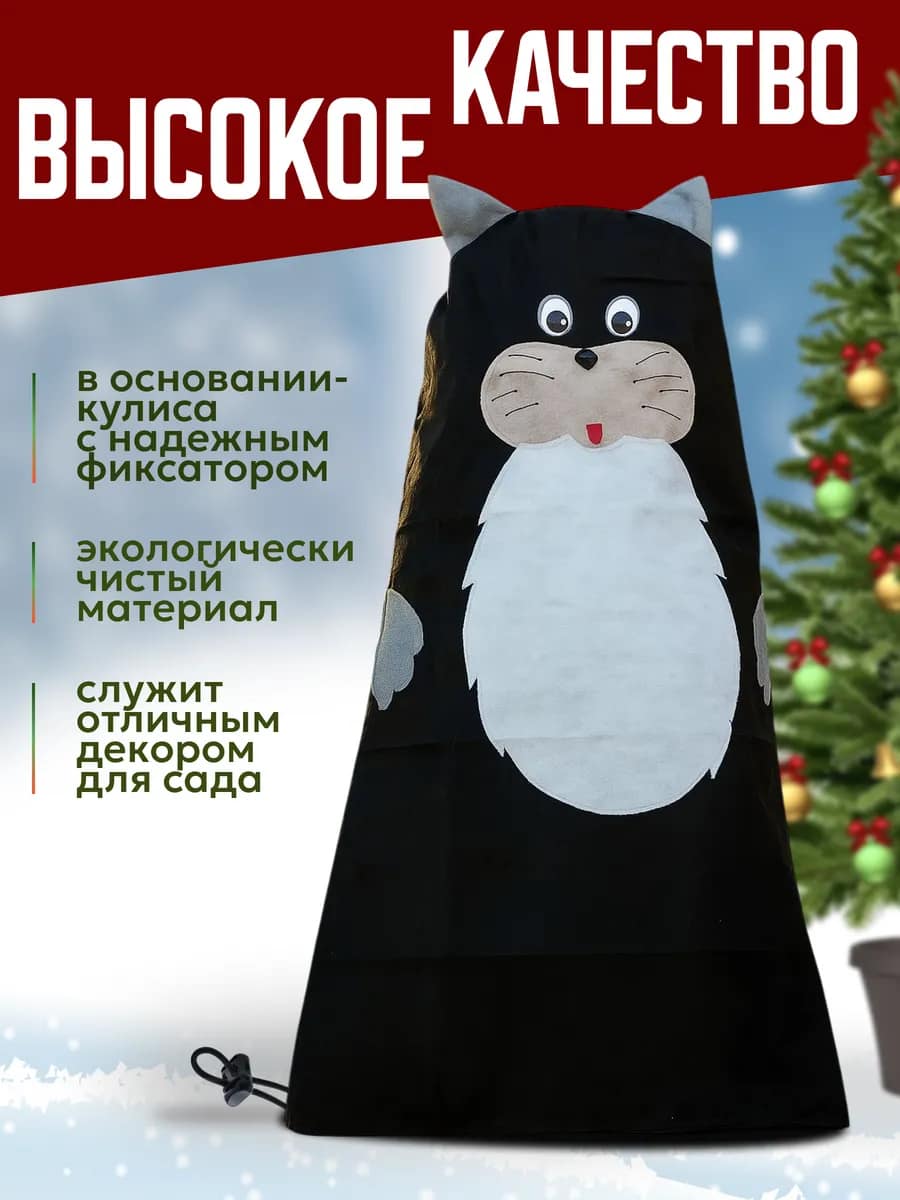 ВЫСОКОЕ КАЧЕСТВО
в основании-
кулиса
с надежным
фиксатором
экологически
чистый
материал
служит
отличным
декором
для сада